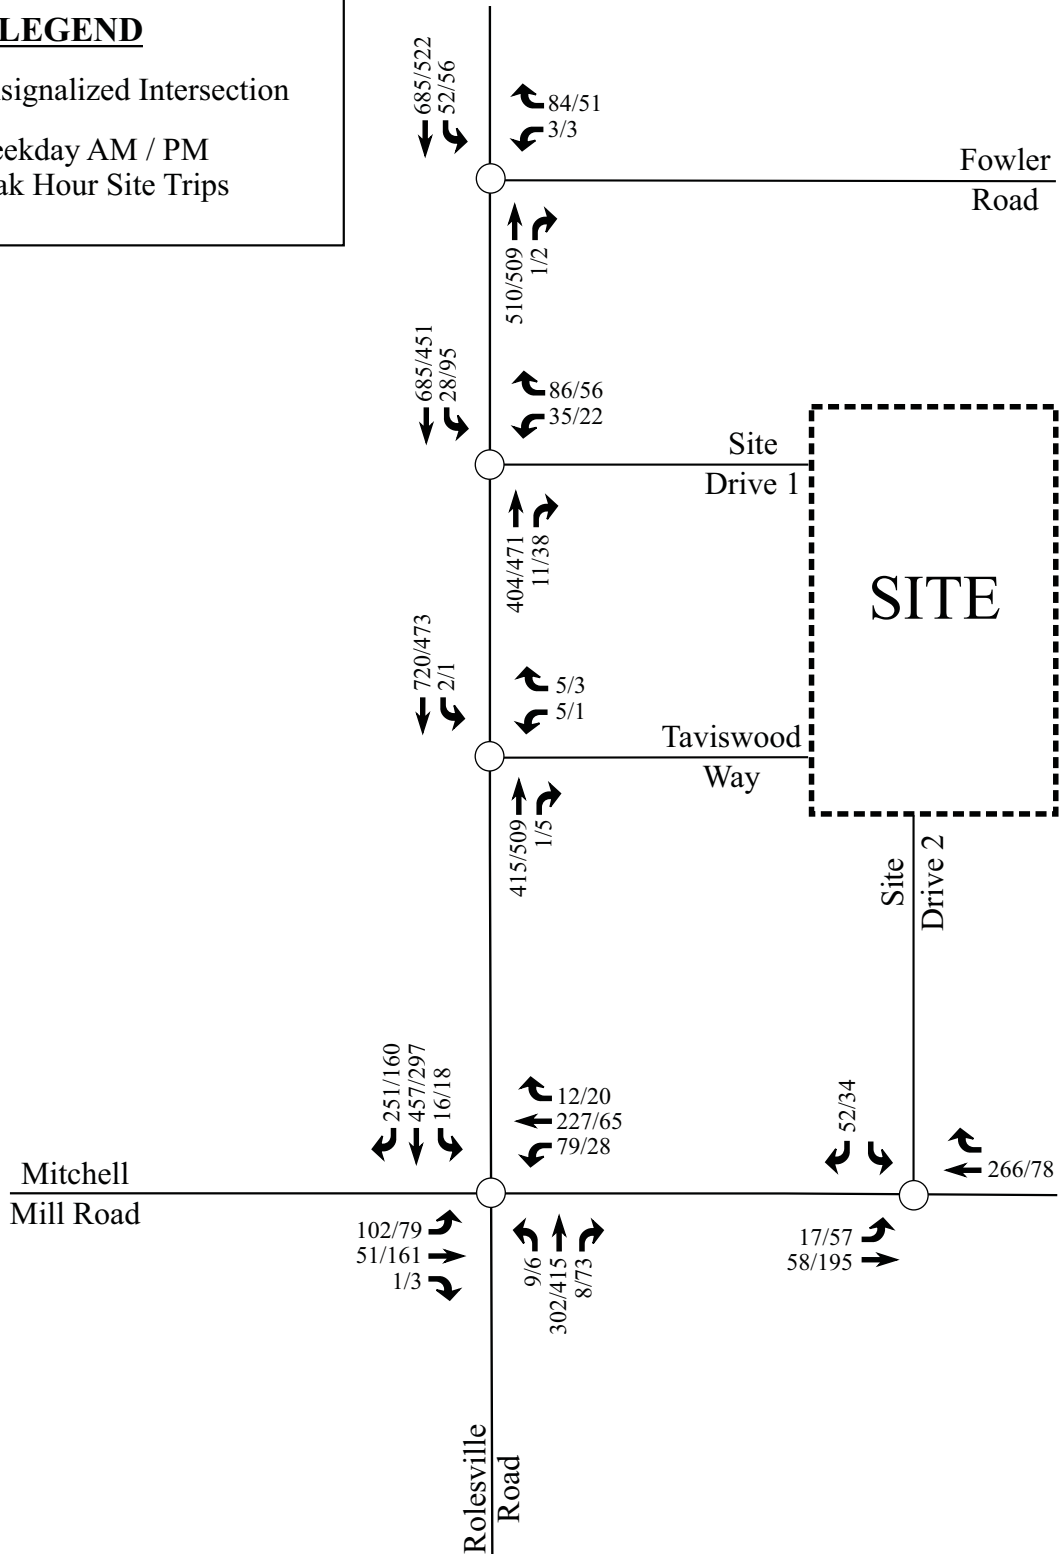 LEGEND
signalized Intersection
eekday AM / PM
ak Hour Site Trips
685/522
52/56
84/51
3/3
Fowler
Road
510/509
1/2
685/451
28/95
86/56
35/22
Site
Drive 1
404/471
11/38
SITE
720/473
2/1
5/3
5/1
Taviswood
Way
415/509
1/5
Site
Drive 2
251/160
457/297
16/18
12/20
227/65
79/28
52/34
266/78
Mitchell
Mill Road
102/79
51/161
1/3
9/6
302/415
8/73
17/57
58/195
Rolesville
Road